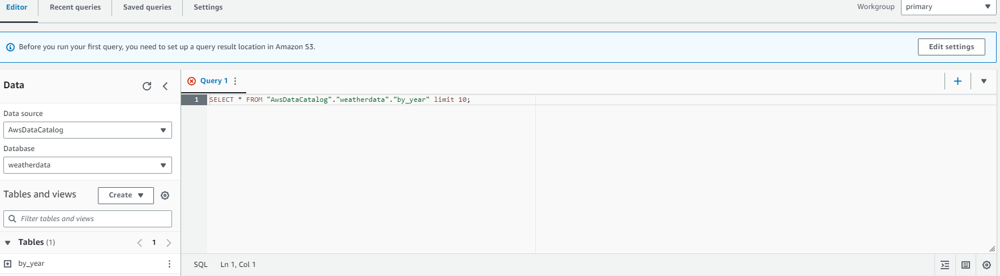 Editor
Recent queries
Saved queries
Settings
Workgroup
primary
Before you run your first query, you need to set up a query result location in Amazon S3.
Edit settings
Data
Data source
AwsDataCatalog
Database
weatherdata
Tables and views
Create
Filter tables and views
Tables (1)
1
by_year
Query 1
1
SELECT * FROM "AwsDataCatalog"."weatherdata"."by_year" limit 10;
SQL
Ln 1, Col 1